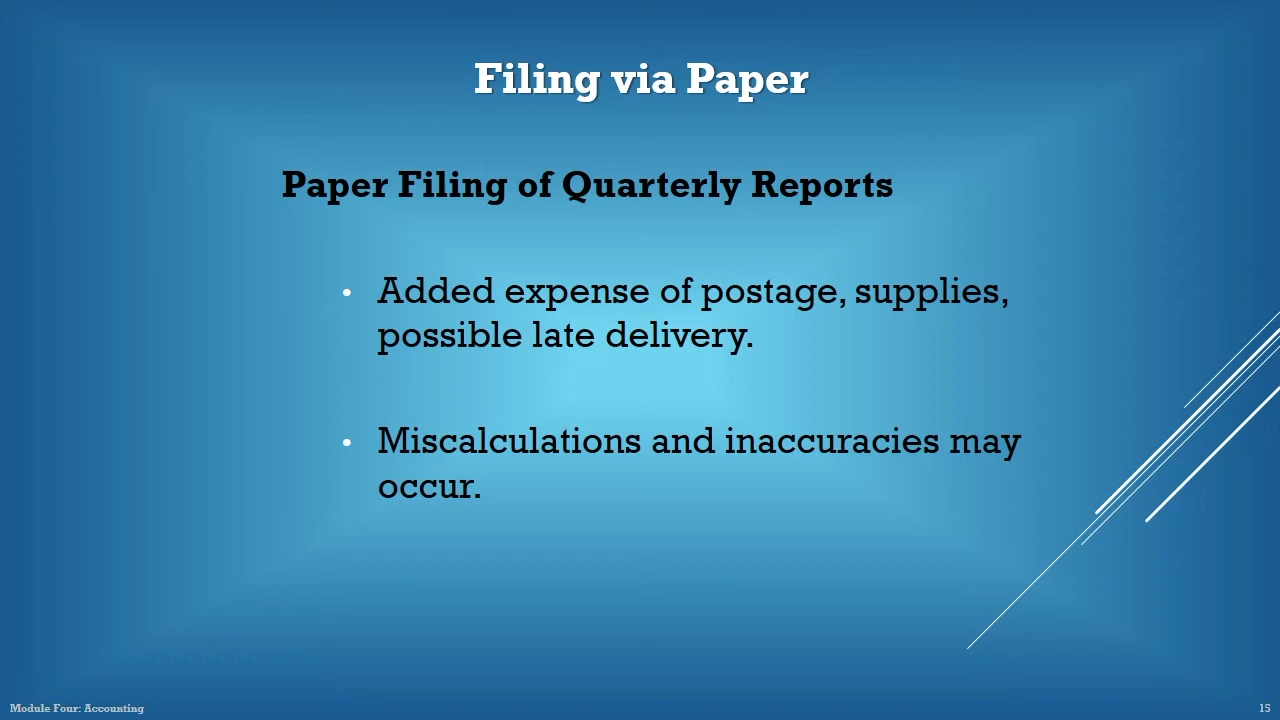 Filing via Paper
Paper Filing of Quarterly Reports
• Added expense of postage, supplies,
possible late delivery.
• Miscalculations and inaccuracies may
occur.
Module Four: Accounting
15